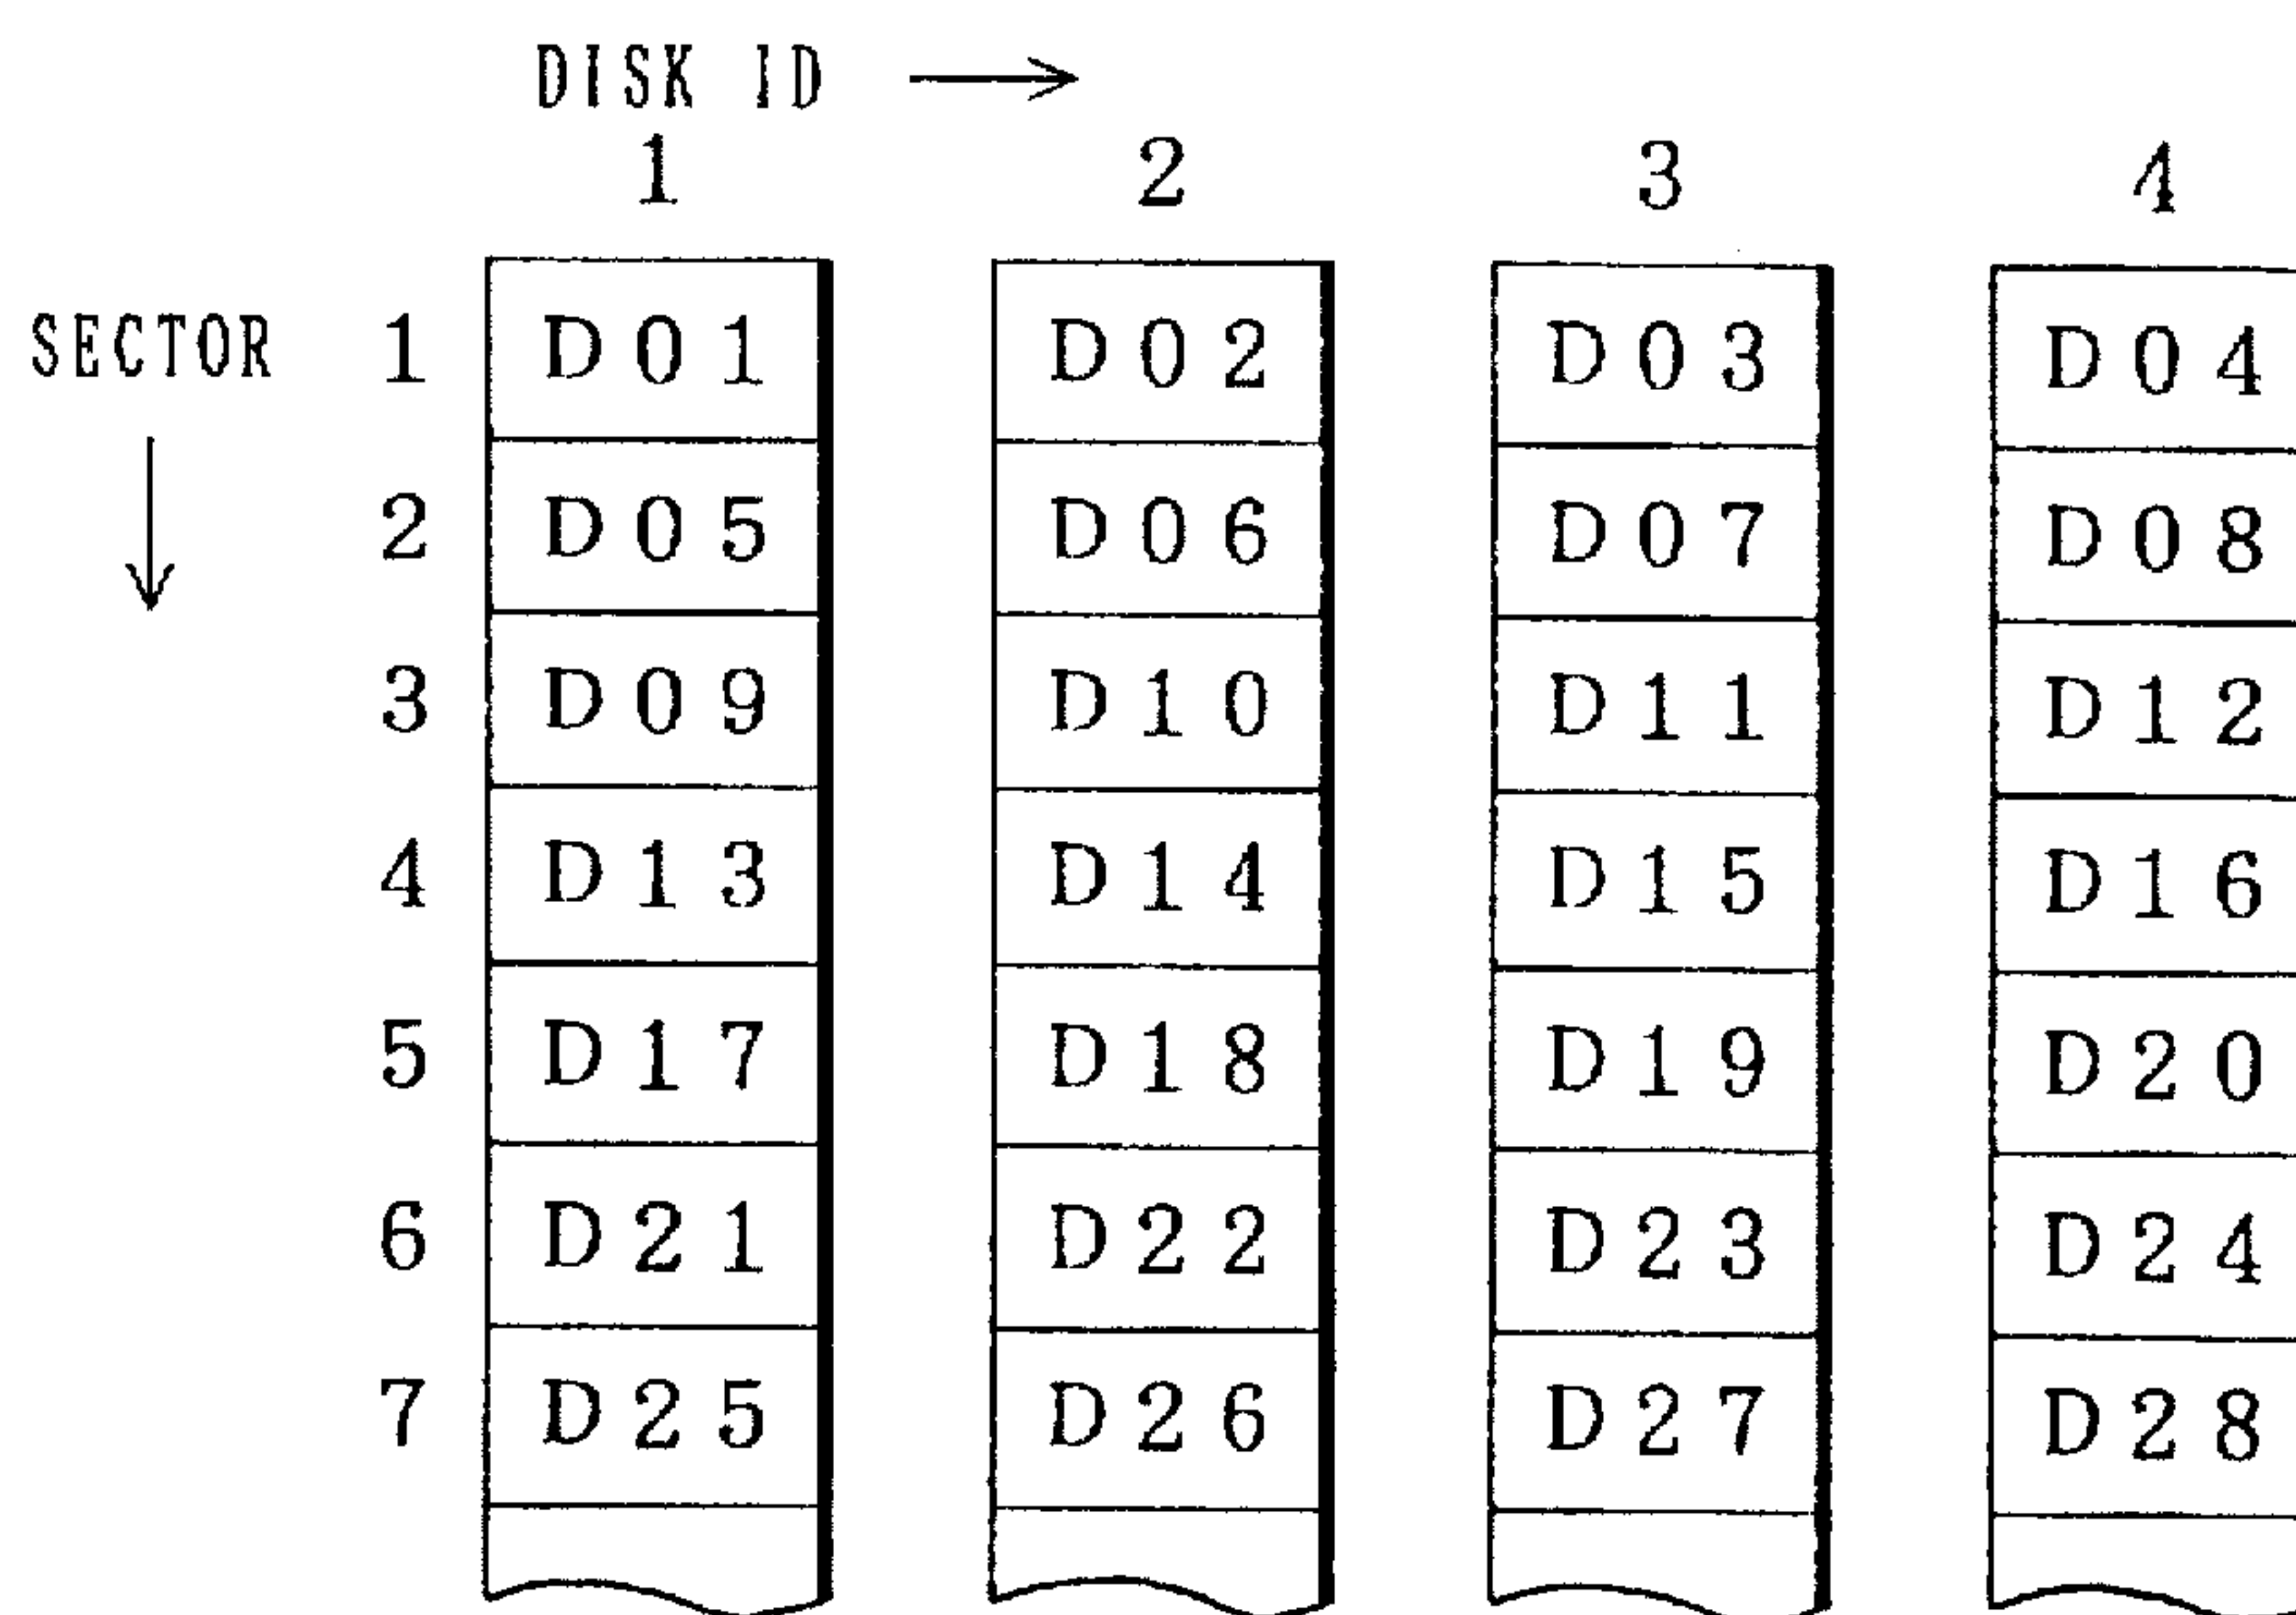 DISK ID
1 2 3 4
SECTOR 1 D01 D02 D03 D04
2 D05 D06 D07 D08
3 D09 D10 D11 D12
4 D13 D14 D15 D16
5 D17 D18 D19 D20
6 D21 D22 D23 D24
7 D25 D26 D27 D28